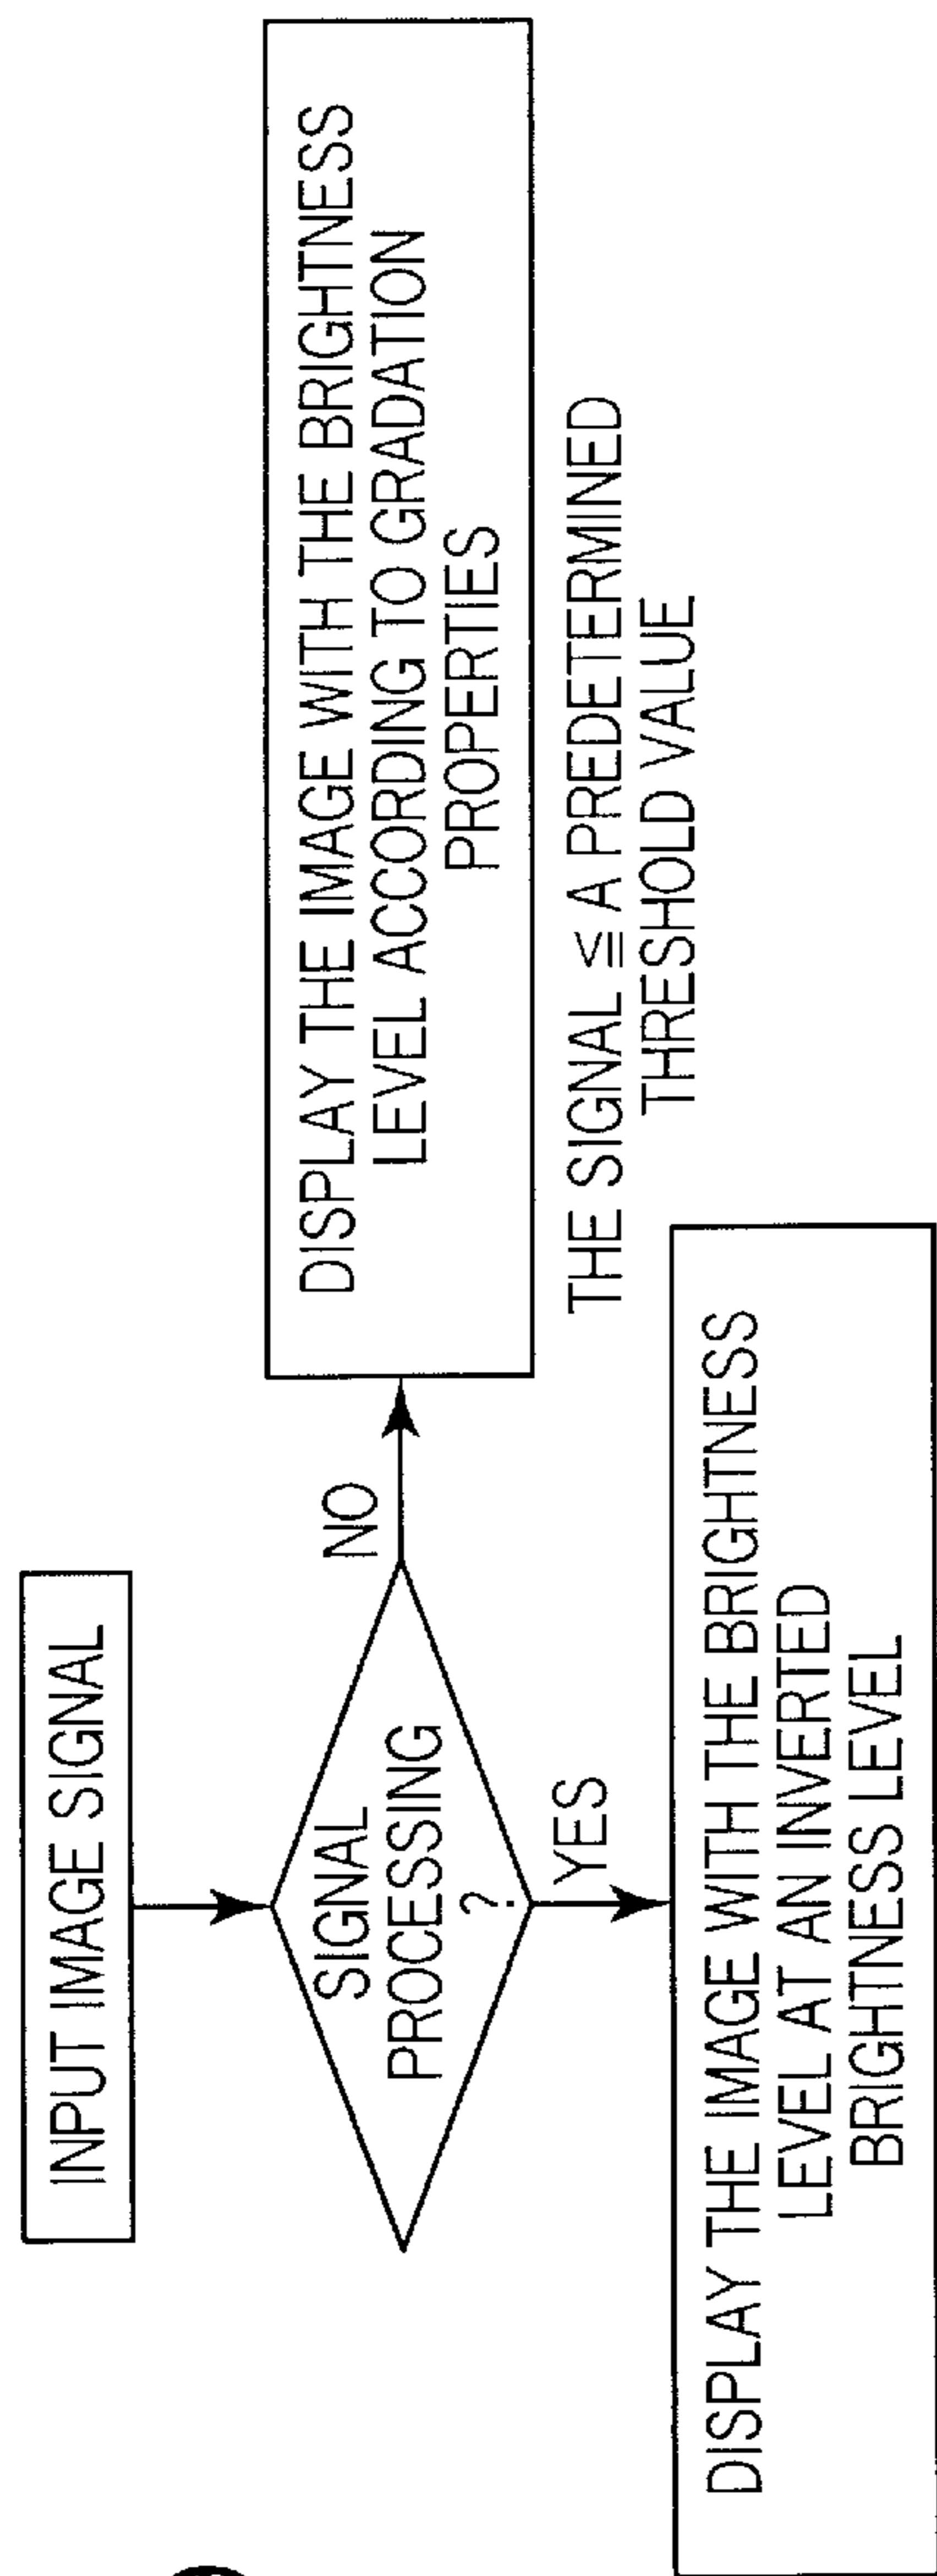 INPUT IMAGE SIGNAL
SIGNAL
PROCESSING
?
NO
DISPLAY THE IMAGE WITH THE BRIGHTNESS
LEVEL ACCORDING TO GRADATION
PROPERTIES
THE SIGNAL ≦ A PREDETERMINED
THRESHOLD VALUE
YES
DISPLAY THE IMAGE WITH THE BRIGHTNESS
LEVEL AT AN INVERTED
BRIGHTNESS LEVEL